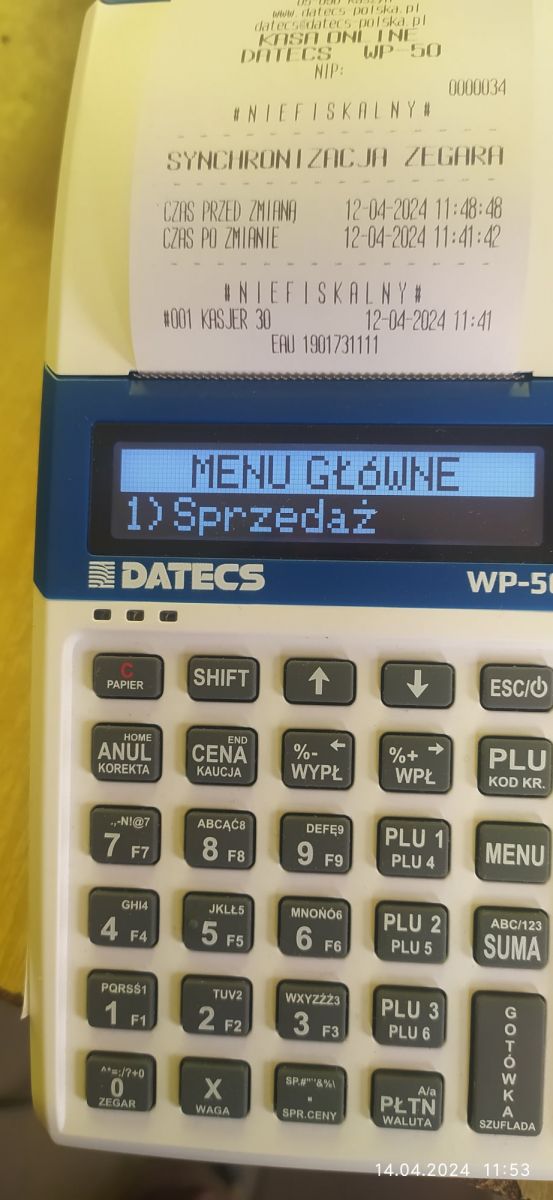 www.datecs-polska.pl
datecs@datecs-polska.pl
KASA ONLINE
DATECS WP-50
NIP:
0000034
#NIEFISKALNY#
SYNCHRONIZACJA ZEGARA
CZAS PRZED ZMIANĄ 12-04-2024 11:48:48
CZAS PO ZMIANIE 12-04-2024 11:41:42
#NIEFISKALNY#
#001 KASJER 30 12-04-2024 11:41
EAU 1901731111
MENU GŁóWNE
1)Sprzedaż
DATECS WP-50
C PAPIER
SHIFT
↑
↓
ESC/⏻
HOME ANUL KOREKTA
END CENA KAUCJA
%- ← WYPŁ
%+ → WPŁ
PLU KOD KR.
.,-N!@7 7 F7
ABCĄĆ8 8 F8
DEFĘ9 9 F9
PLU 1 PLU 4
MENU
GHI4 4 F4
JKLŁ5 5 F5
MNOŃÓ6 6 F6
PLU 2 PLU 5
ABC/123 SUMA
PQRSŚ1 1 F1
TUV2 2 F2
WXYZŹŻ3 3 F3
PLU 3 PLU 6
GOTÓWKA SZUFLADA
^*=:/?+0 0 ZEGAR
X WAGA
SP.#"'&%\ . SPR.CENY
A/a PŁTN WALUTA
14.04.2024 11:53